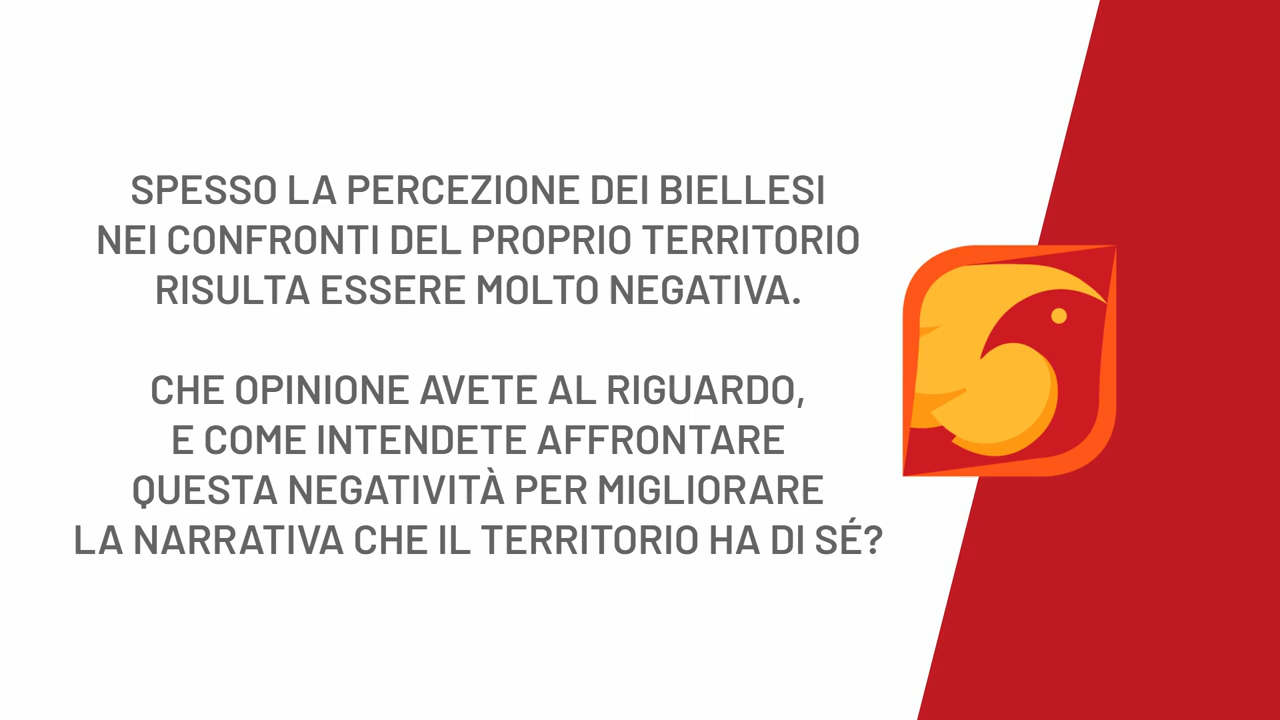 SPESSO LA PERCEZIONE DEI BIELLESI
NEI CONFRONTI DEL PROPRIO TERRITORIO
RISULTA ESSERE MOLTO NEGATIVA.
CHE OPINIONE AVETE AL RIGUARDO,
E COME INTENDETE AFFRONTARE
QUESTA NEGATIVITÀ PER MIGLIORARE
LA NARRATIVA CHE IL TERRITORIO HA DI SÉ?